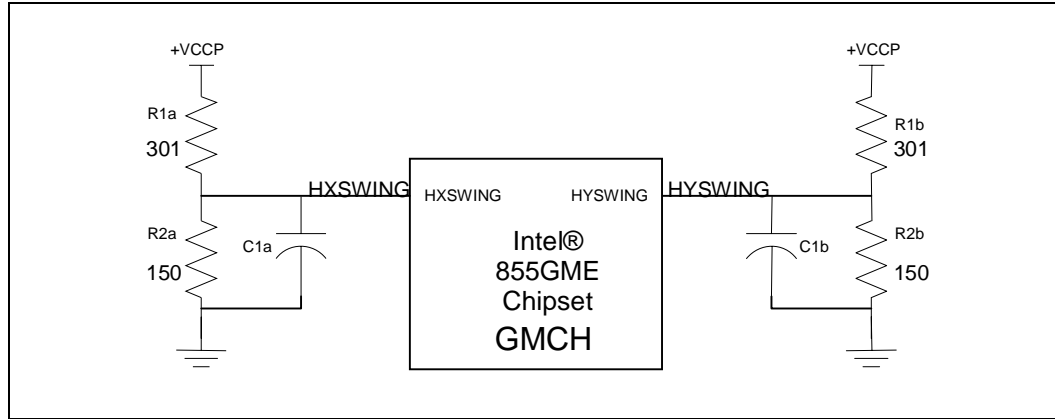 +VCCP
+VCCP
R1a
301
R1b
301
HXSWING
HXSWING
HYSWING
HYSWING
R2a
150
C1a
Intel®
855GME
Chipset
GMCH
C1b
R2b
150